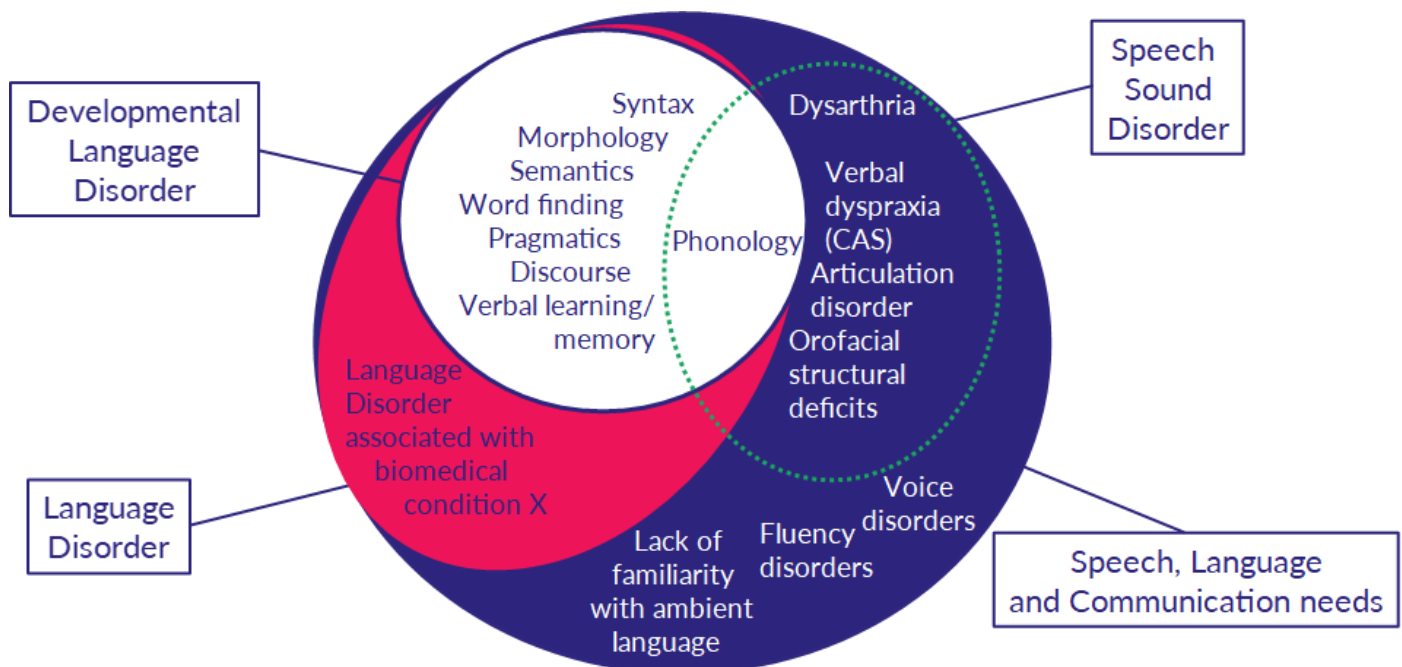 Developmental
Language
Disorder
Speech
Sound
Disorder
Syntax
Morphology
Semantics
Word finding
Pragmatics
Discourse
Verbal learning/
memory
Phonology
Dysarthria
Verbal
dyspraxia
(CAS)
Articulation
disorder
Orofacial
structural
deficits
Language
Disorder
associated with
biomedical
condition X
Language
Disorder
Lack of
familiarity
with ambient
language
Fluency
disorders
Voice
disorders
Speech, Language
and Communication needs